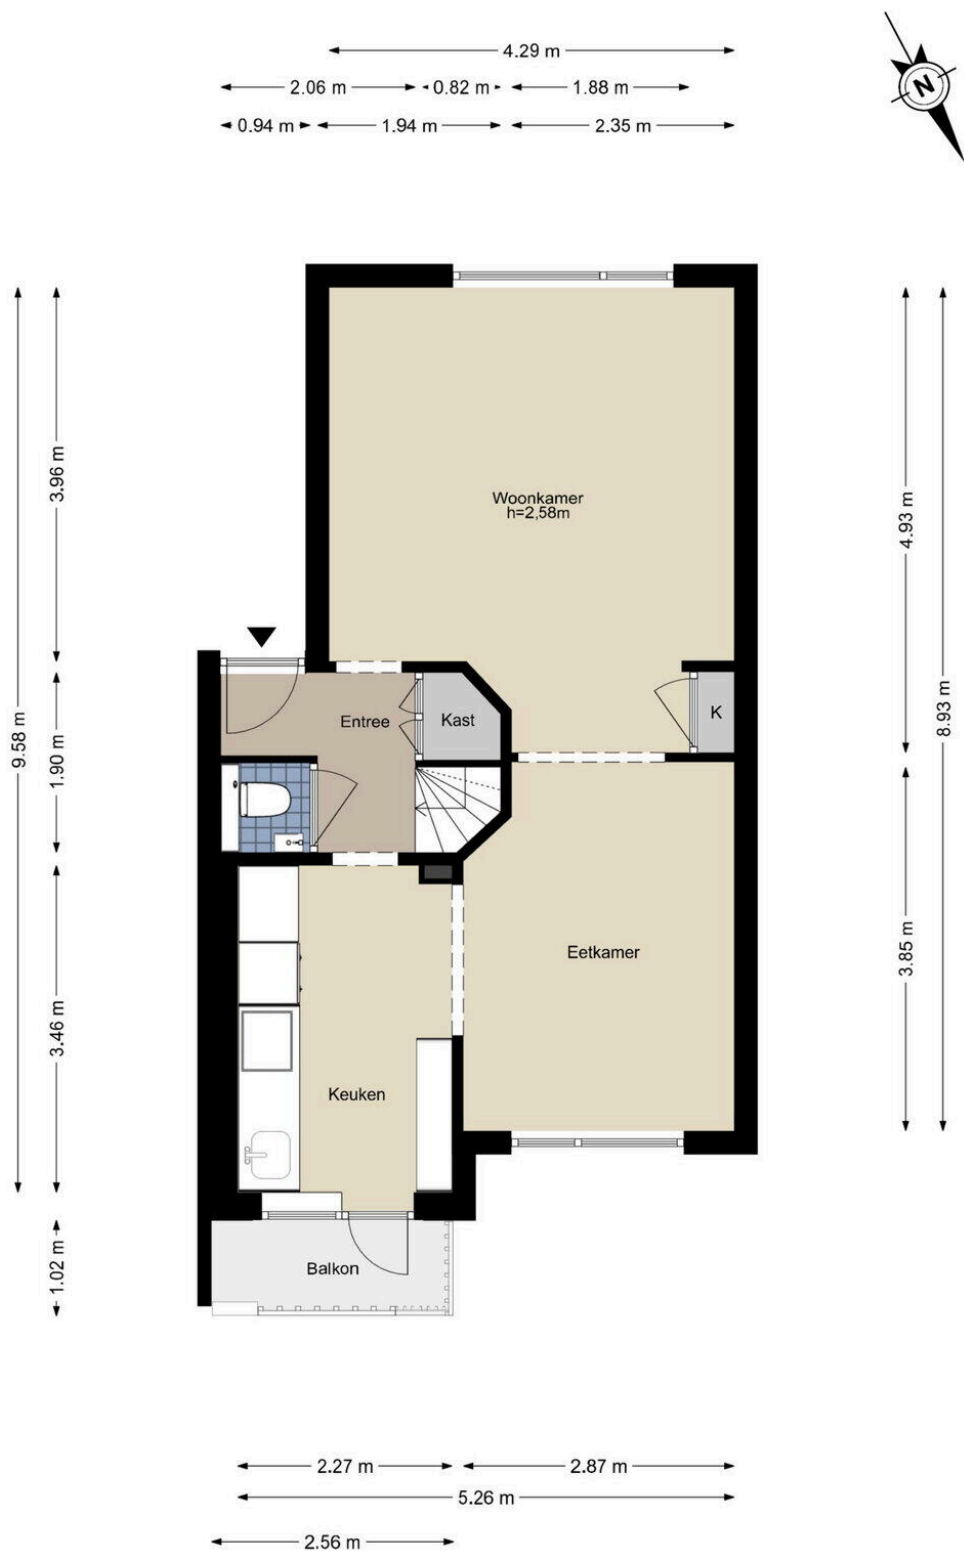 4.29 m
2.06 m 0.82 m 1.88 m
0.94 m 1.94 m 2.35 m
N
3.96 m
9.58 m
1.90 m
3.46 m
1.02 m
Woonkamer
h=2,58m
Entree
Kast
K
Eetkamer
Keuken
Balkon
4.93 m
8.93 m
3.85 m
2.27 m 2.87 m
5.26 m
2.56 m